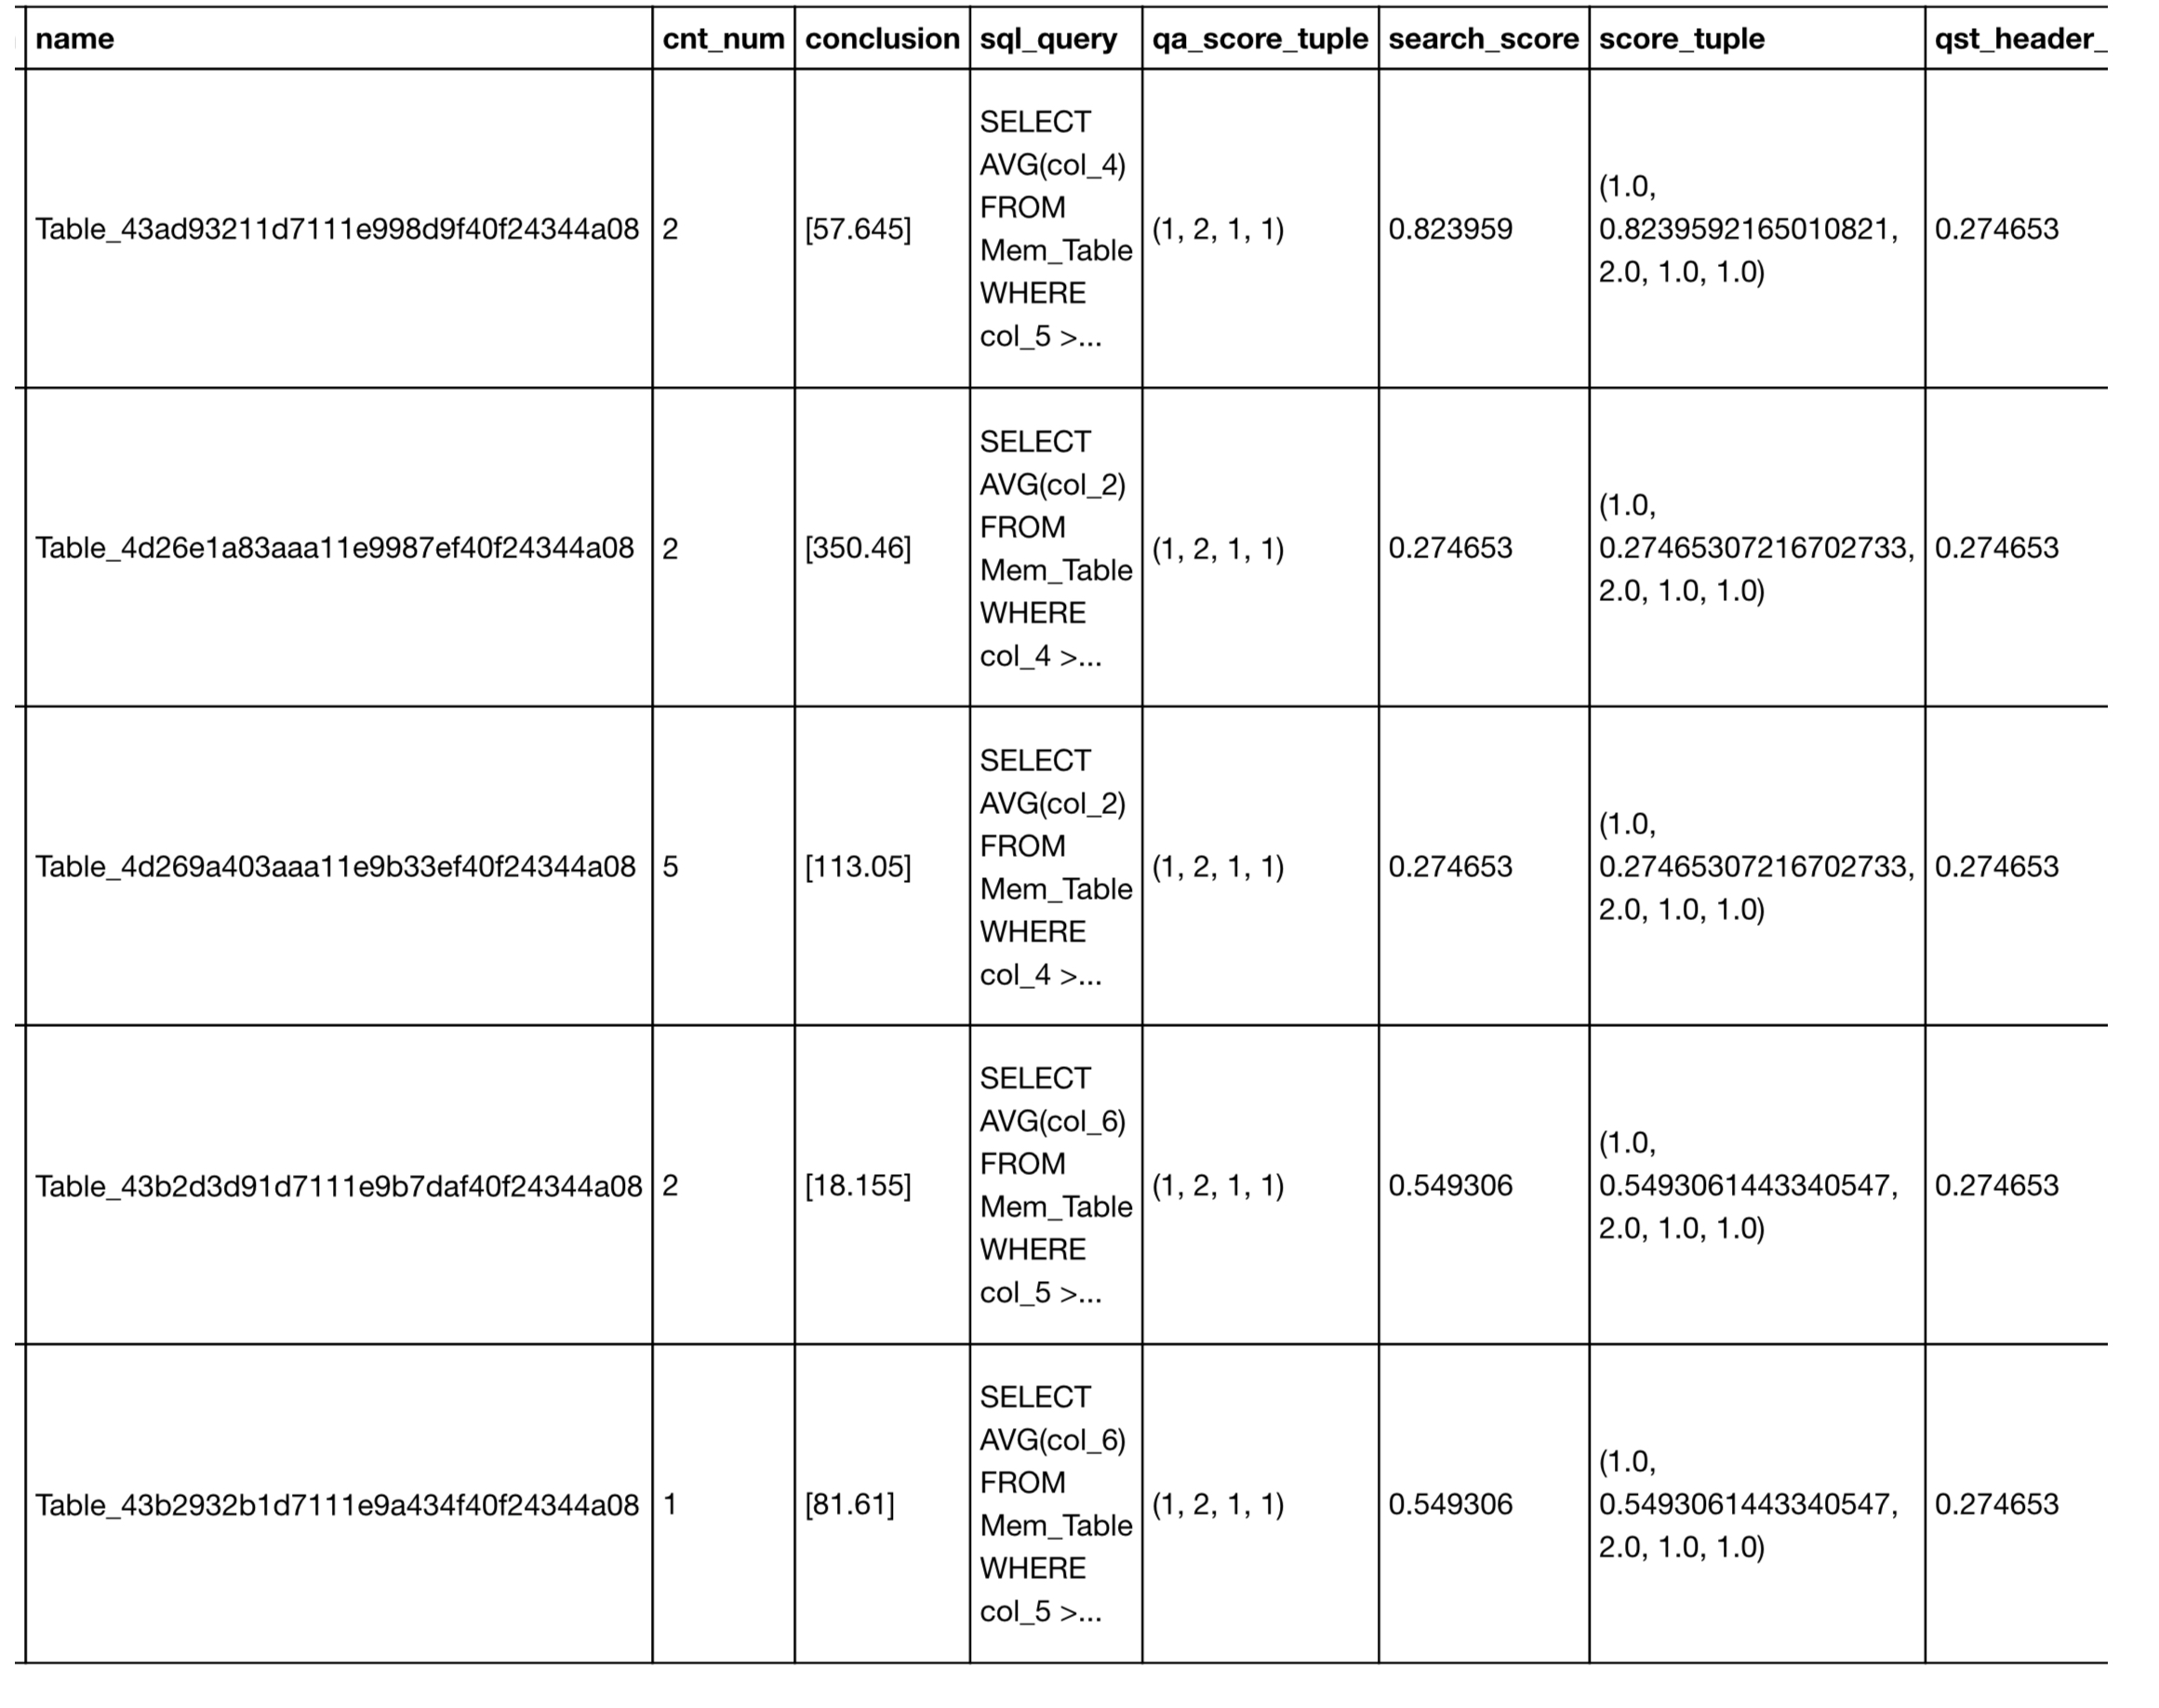 name cnt_num conclusion sql_query qa_score_tuple search_score score_tuple qst_header_
Table_43ad93211d7111e998d9f40f24344a08 2 [57.645] SELECT AVG(col_4) FROM Mem_Table WHERE col_5 >... (1, 2, 1, 1) 0.823959 (1.0, 0.8239592165010821, 2.0, 1.0, 1.0) 0.274653
Table_4d26e1a83aaa11e9987ef40f24344a08 2 [350.46] SELECT AVG(col_2) FROM Mem_Table WHERE col_4 >... (1, 2, 1, 1) 0.274653 (1.0, 0.27465307216702733, 2.0, 1.0, 1.0) 0.274653
Table_4d269a403aaa11e9b33ef40f24344a08 5 [113.05] SELECT AVG(col_2) FROM Mem_Table WHERE col_4 >... (1, 2, 1, 1) 0.274653 (1.0, 0.27465307216702733, 2.0, 1.0, 1.0) 0.274653
Table_43b2d3d91d7111e9b7daf40f24344a08 2 [18.155] SELECT AVG(col_6) FROM Mem_Table WHERE col_5 >... (1, 2, 1, 1) 0.549306 (1.0, 0.5493061443340547, 2.0, 1.0, 1.0) 0.274653
Table_43b2932b1d7111e9a434f40f24344a08 1 [81.61] SELECT AVG(col_6) FROM Mem_Table WHERE col_5 >... (1, 2, 1, 1) 0.549306 (1.0, 0.5493061443340547, 2.0, 1.0, 1.0) 0.274653